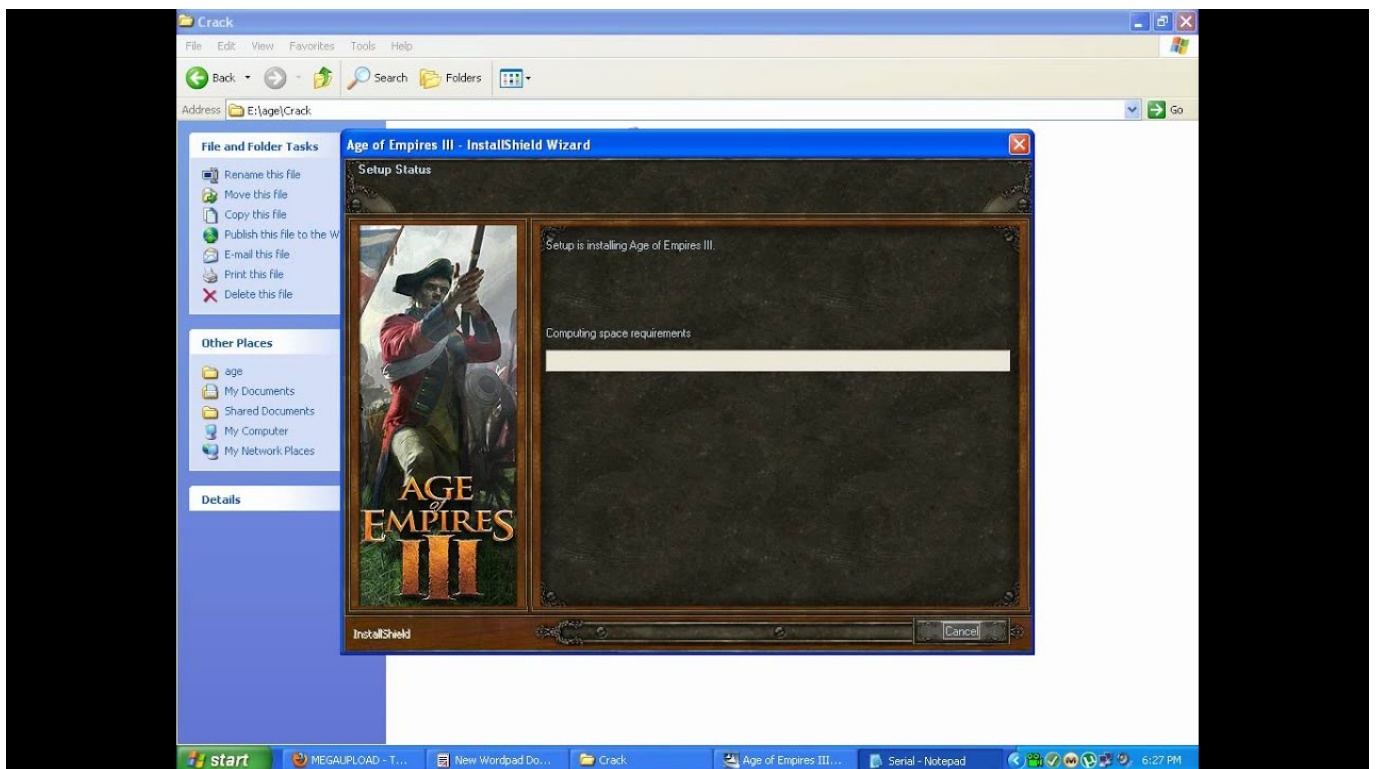 Crack
File Edit View Favorites Tools Help
Back Search Folders
Address E:\age\Crack Go
File and Folder Tasks
Rename this file
Move this file
Copy this file
Publish this file to the W
E-mail this file
Print this file
Delete this file
Other Places
age
My Documents
Shared Documents
My Computer
My Network Places
Details
Age of Empires III - InstallShield Wizard
Setup Status
Setup is installing Age of Empires III.
Computing space requirements
AGE
of
EMPIRES
III
InstallShield
Cancel
start MEGAUPLOAD - T... New Wordpad Do... Crack Age of Empires III... Serial - Notepad 6:27 PM